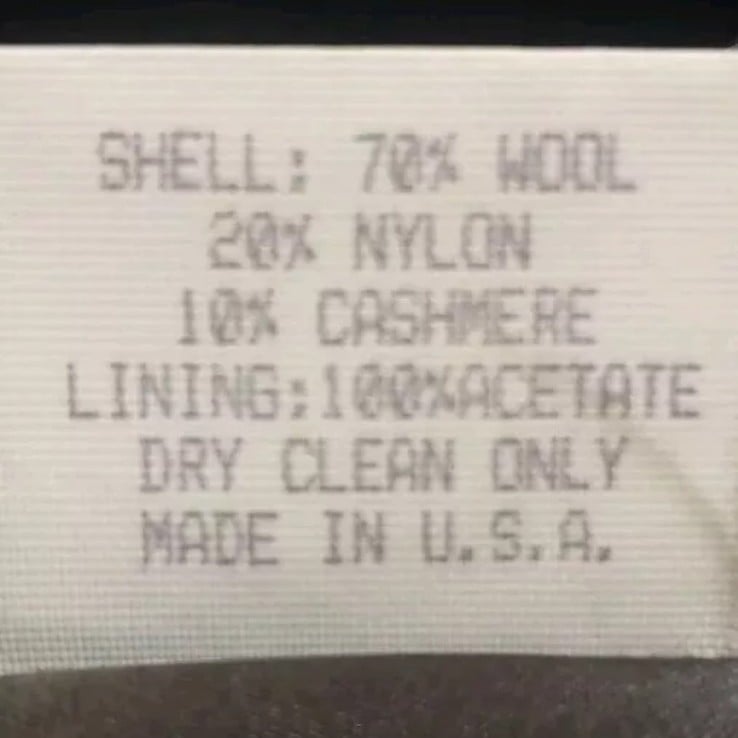 SHELL: 70% WOOL
20% NYLON
10% CASHMERE
LINING:100%ACETATE
DRY CLEAN ONLY
MADE IN U.S.A.